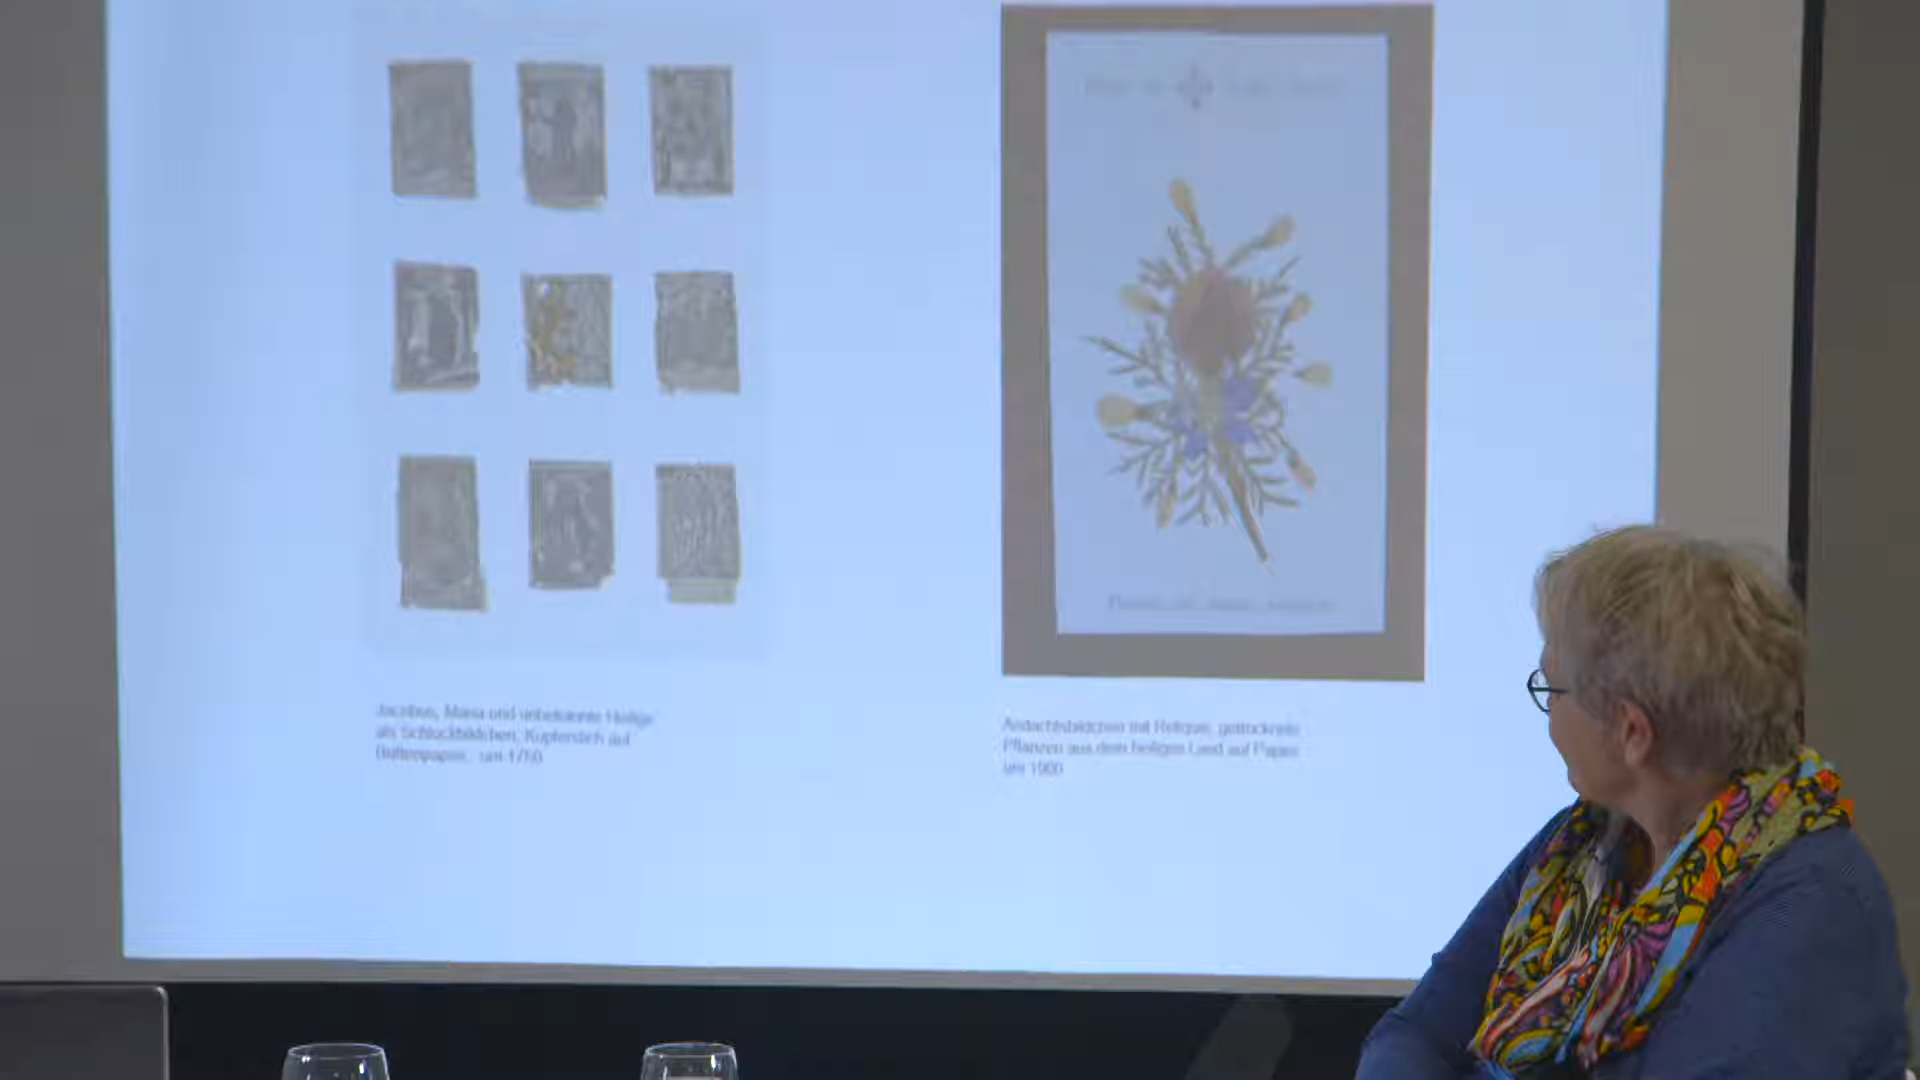 Jacobus, Maria und unbekannte Heilige
als Schluckbildchen, Kupferstich auf
Büttenpapier, um 1750
Andachtsbildchen mit Reliquie, getrocknete
Pflanzen aus dem heiligen Land auf Papier
um 1900